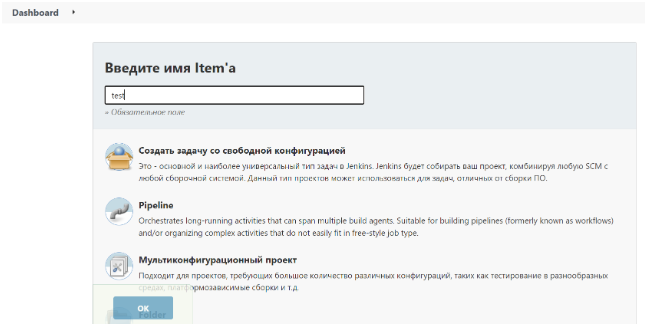 Dashboard
Введите имя Item'а
test
» Обязательное поле
Создать задачу со свободной конфигурацией
Это - основной и наиболее универсальный тип задач в Jenkins. Jenkins будет собирать ваш проект, комбинируя любую SCM с
любой сборочной системой. Данный тип проектов может использоваться для задач, отличных от сборки ПО.
Pipeline
Orchestrates long-running activities that can span multiple build agents. Suitable for building pipelines (formerly known as workflows)
and/or organizing complex activities that do not easily fit in free-style job type.
Мультиконфигурационный проект
Подходит для проектов, требующих большое количество различных конфигураций, таких как тестирование в разнообразных
средах, платформозависимые сборки и т.д.
OK
Folder